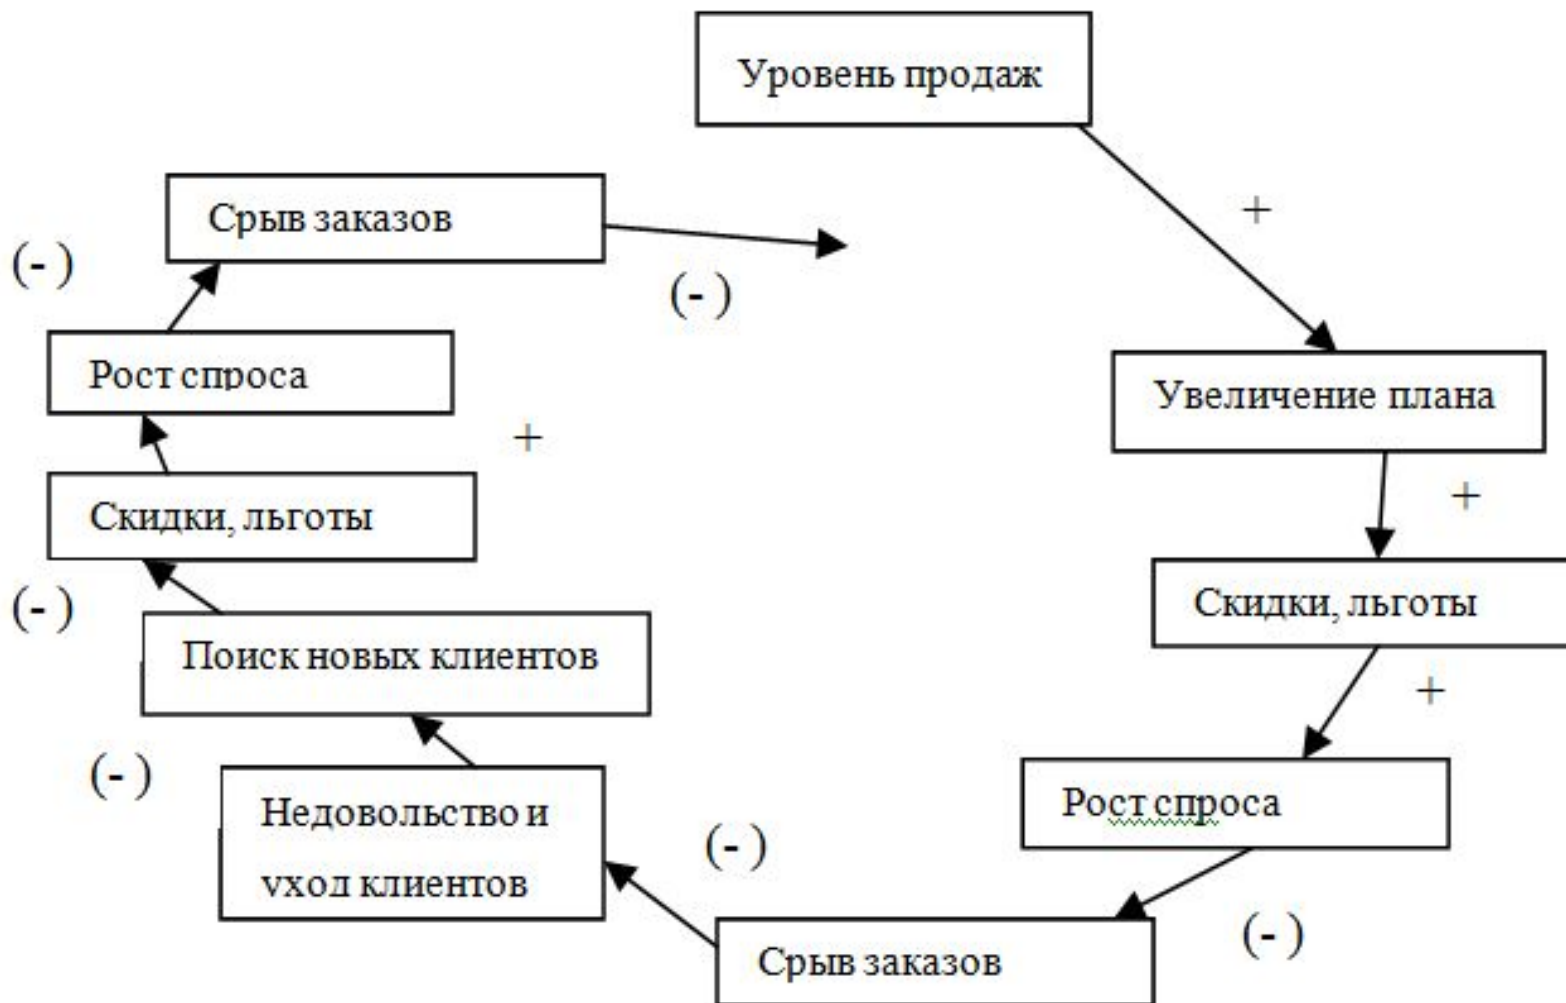 Уровень продаж
Срыв заказов
+
(- )
(- )
Рост спроса
Увеличение плана
+
Скидки, льготы
+
Скидки, льготы
(- )
Поиск новых клиентов
+
(- )
Рост спроса
Недовольство и
уход клиентов
(- )
(- )
Срыв заказов